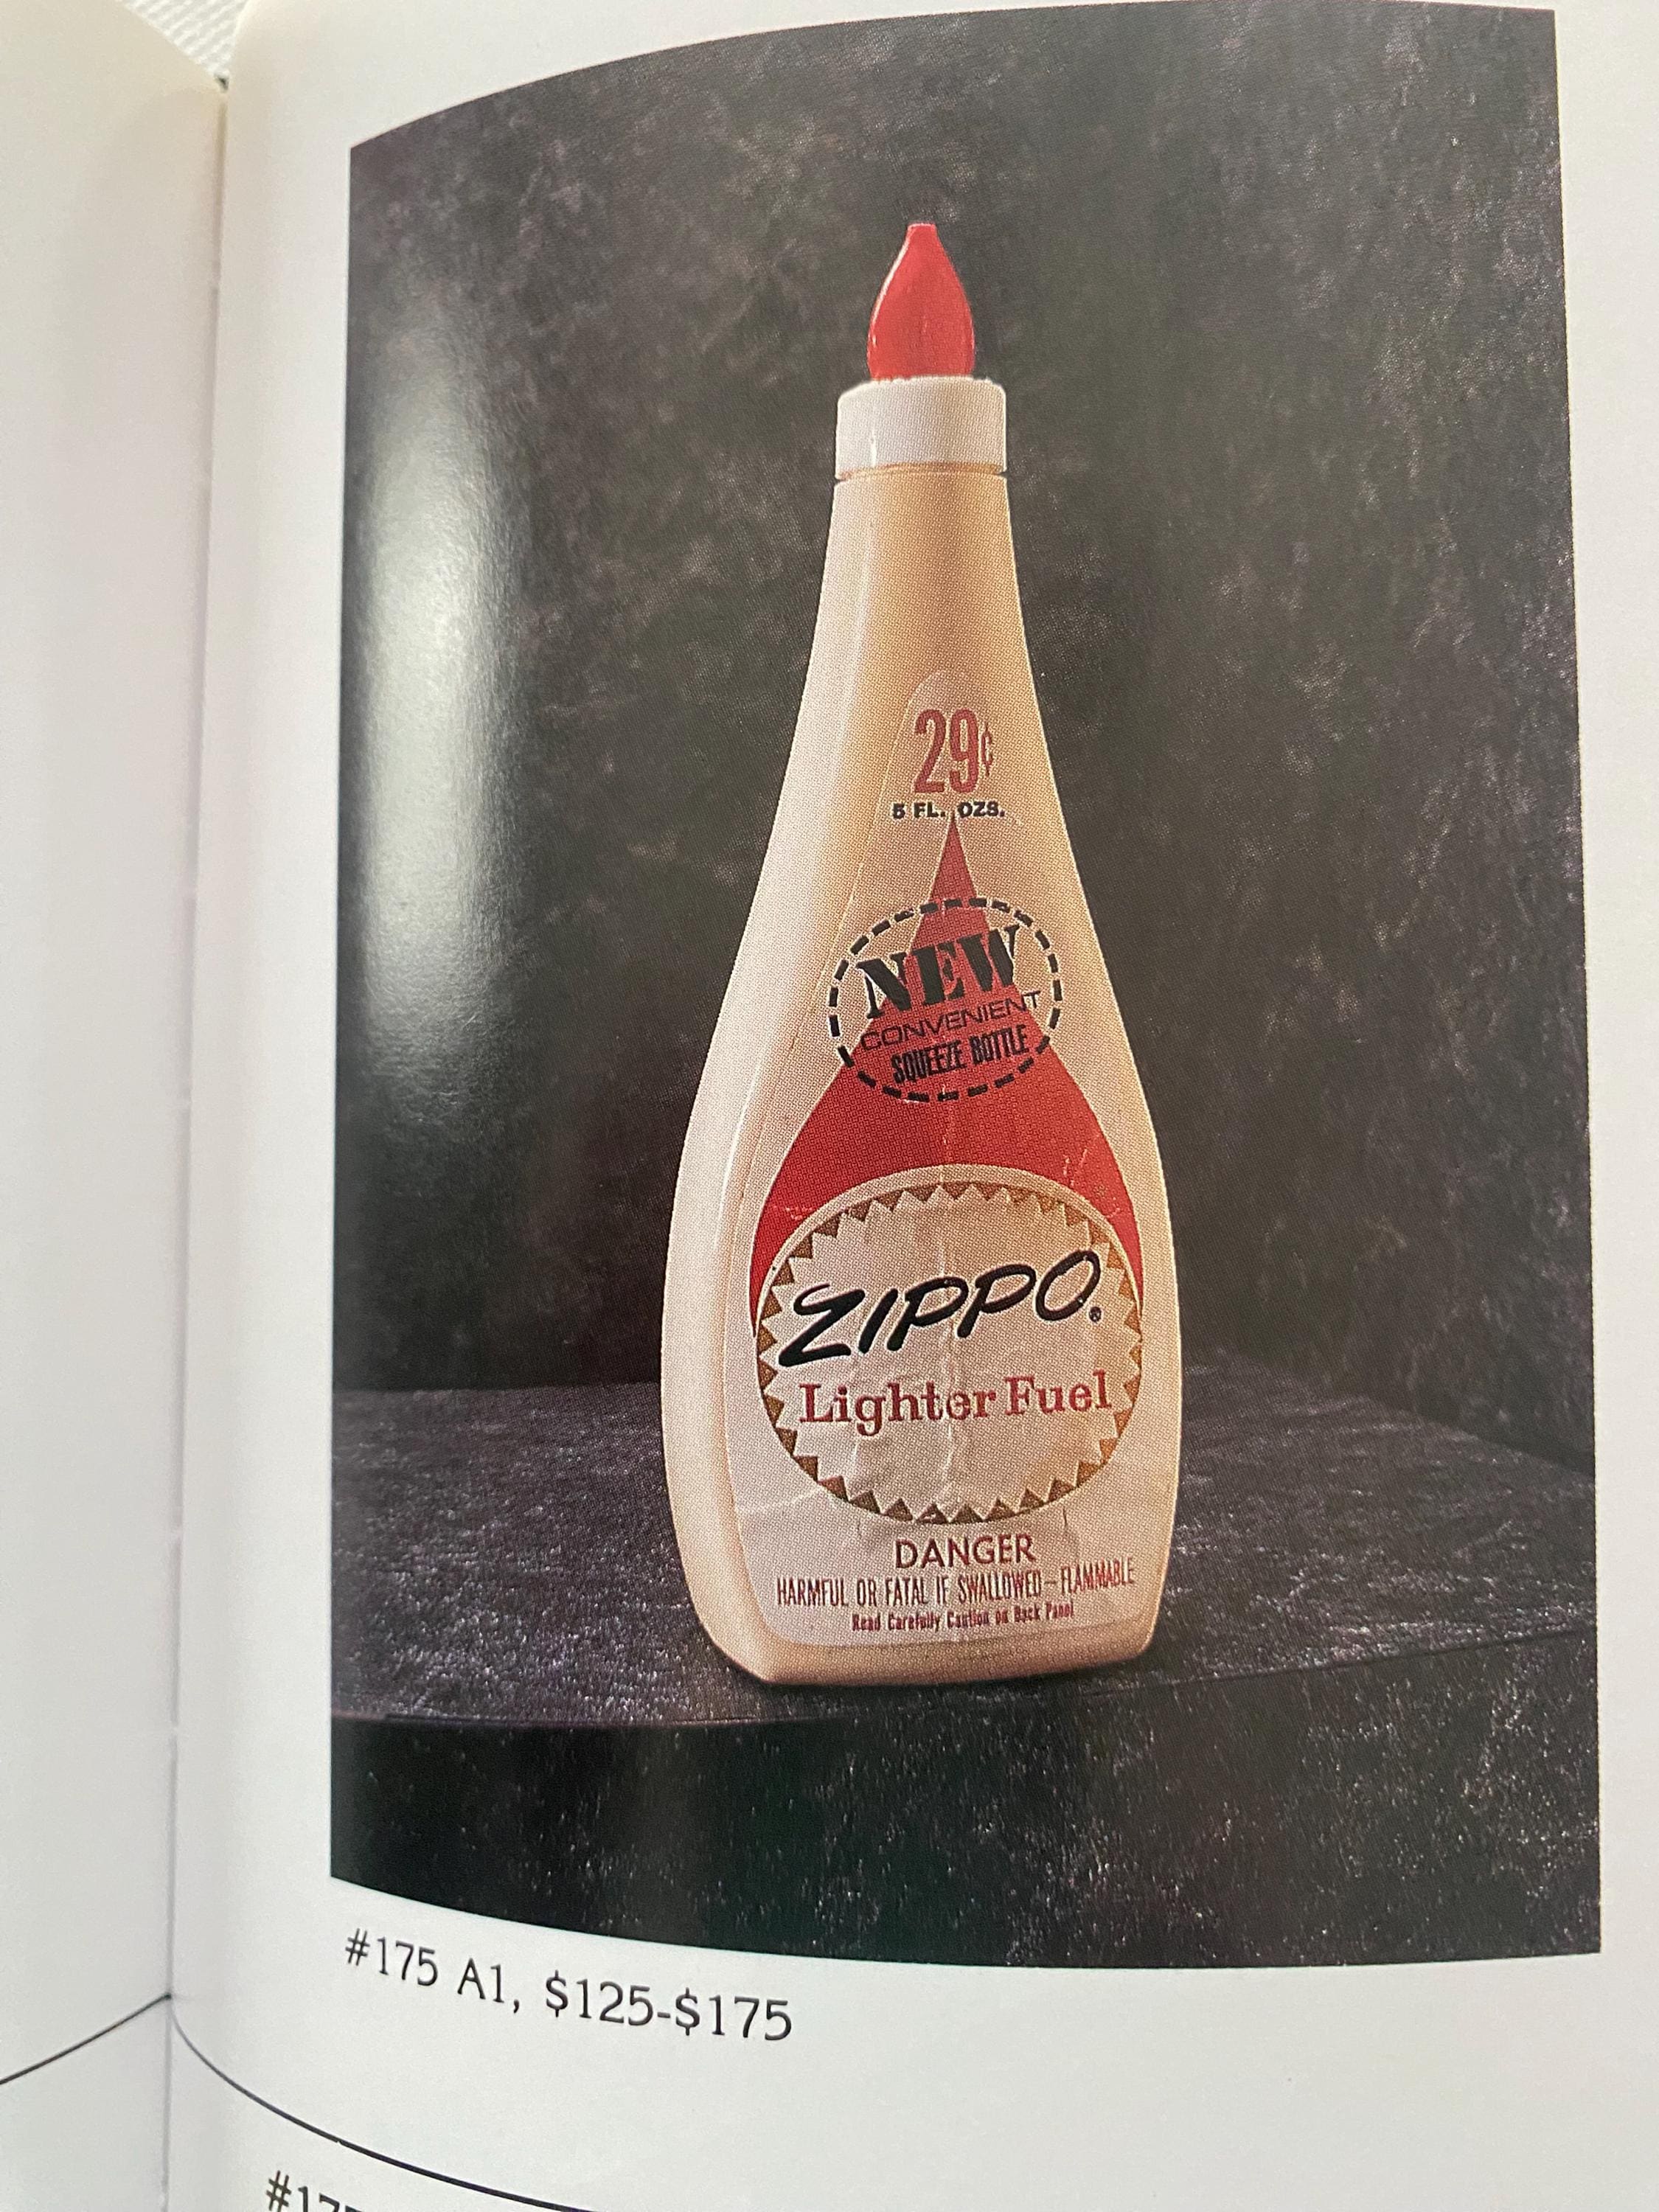 29¢
5 FL. OZS.
NEW
CONVENIENT
SQUEEZE BOTTLE
ZIPPO®
Lighter Fuel
DANGER
HARMFUL OR FATAL IF SWALLOWED—FLAMMABLE
Read Carefully Caution on Back Panel
#175 A1, $125-$175